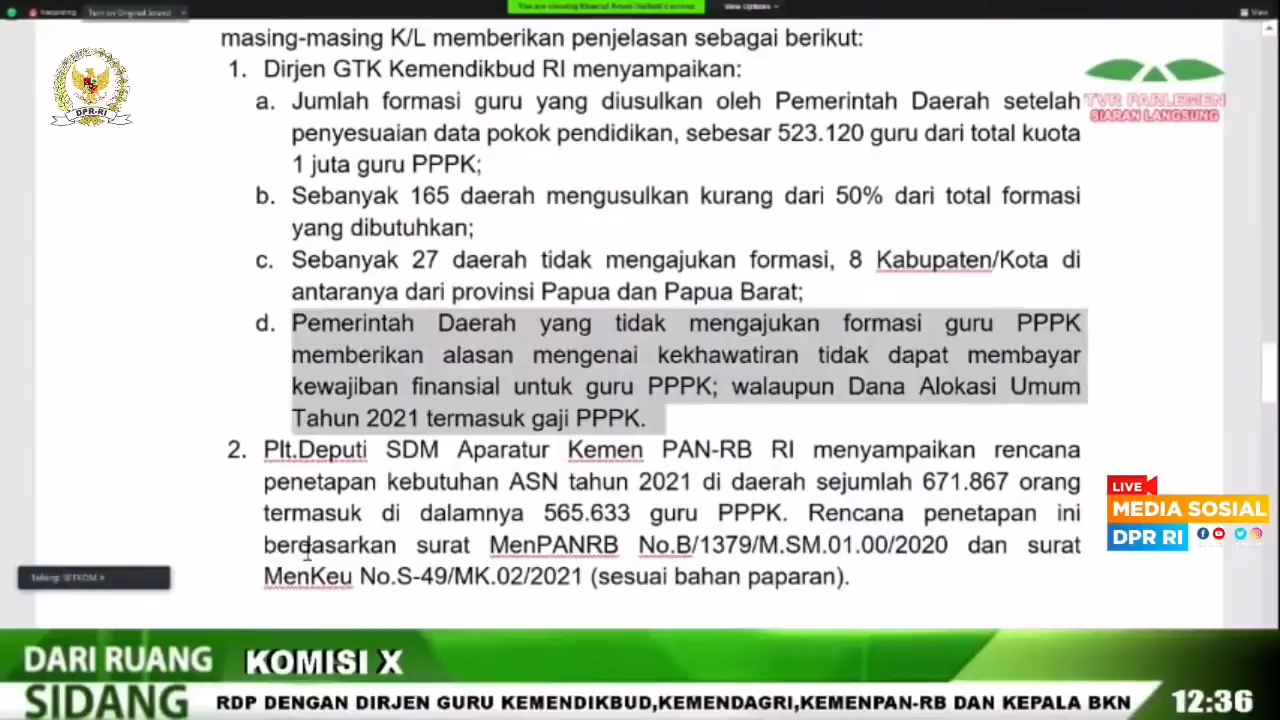 Recording
Turn on Original Sound
View Options
View
masing-masing K/L memberikan penjelasan sebagai berikut:
1. Dirjen GTK Kemendikbud RI menyampaikan:
a. Jumlah formasi guru yang diusulkan oleh Pemerintah Daerah setelah
penyesuaian data pokok pendidikan, sebesar 523.120 guru dari total kuota
1 juta guru PPPK;
b. Sebanyak 165 daerah mengusulkan kurang dari 50% dari total formasi
yang dibutuhkan;
c. Sebanyak 27 daerah tidak mengajukan formasi, 8 Kabupaten/Kota di
antaranya dari provinsi Papua dan Papua Barat;
d. Pemerintah Daerah yang tidak mengajukan formasi guru PPPK
memberikan alasan mengenai kekhawatiran tidak dapat membayar
kewajiban finansial untuk guru PPPK; walaupun Dana Alokasi Umum
Tahun 2021 termasuk gaji PPPK.
2. Plt.Deputi SDM Aparatur Kemen PAN-RB RI menyampaikan rencana
penetapan kebutuhan ASN tahun 2021 di daerah sejumlah 671.867 orang
termasuk di dalamnya 565.633 guru PPPK. Rencana penetapan ini
berdasarkan surat MenPANRB No.B/1379/M.SM.01.00/2020 dan surat
MenKeu No.S-49/MK.02/2021 (sesuai bahan paparan).
DPR-RI
TVR PARLEMEN
SIARAN LANGSUNG
LIVE
MEDIA SOSIAL
DPR RI
DARI RUANG
SIDANG
KOMISI X
RDP DENGAN DIRJEN GURU KEMENDIKBUD,KEMENDAGRI,KEMENPAN-RB DAN KEPALA BKN
12:36